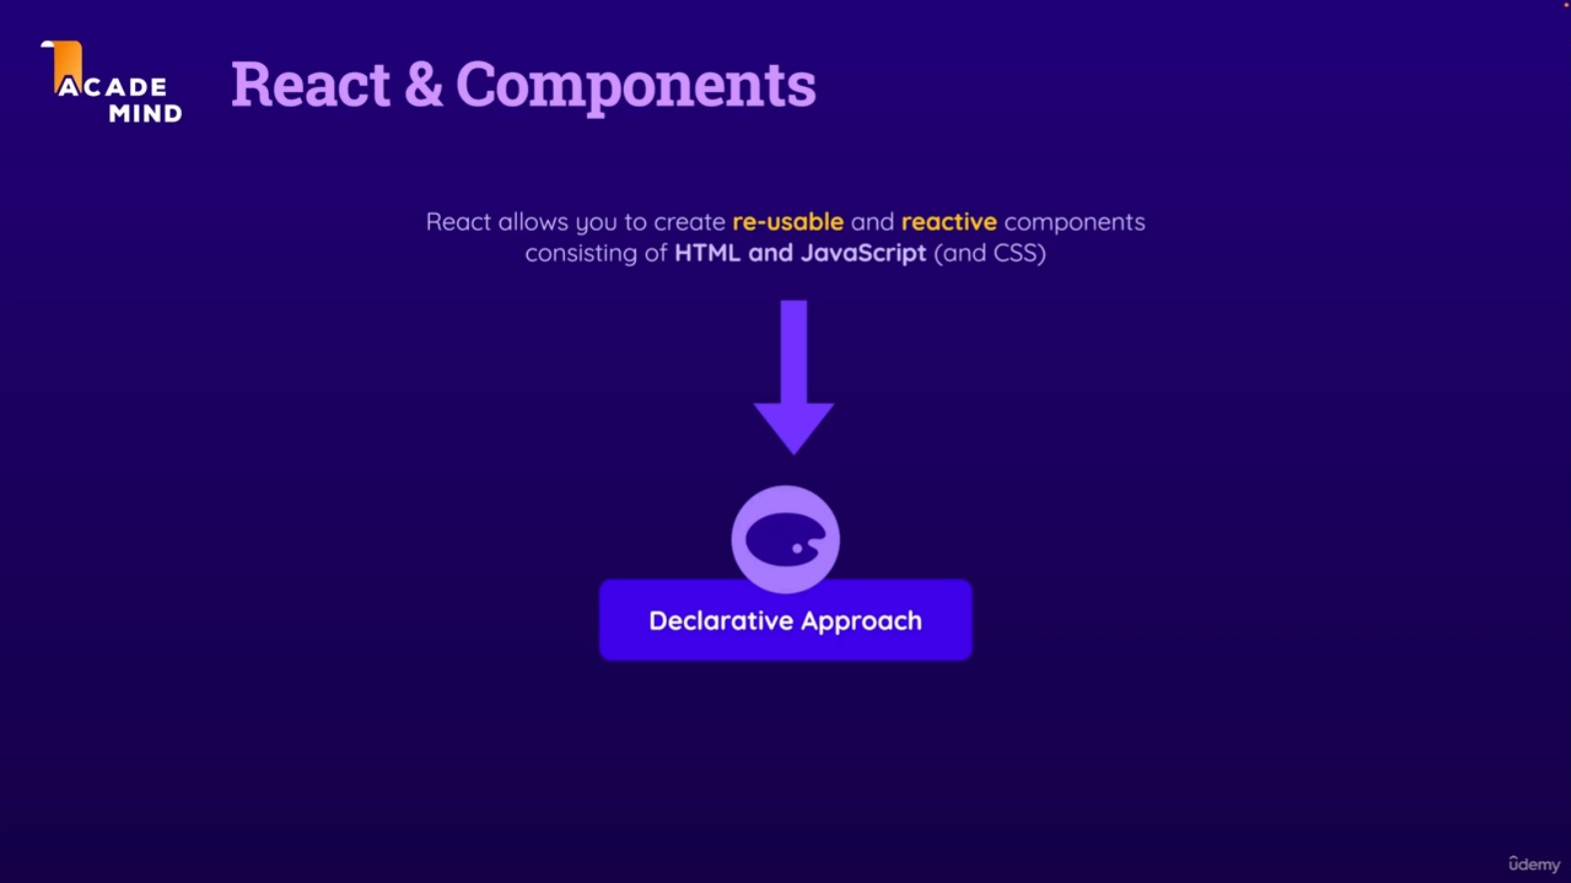 ACADE
MIND
React & Components
React allows you to create re-usable and reactive components
consisting of HTML and JavaScript (and CSS)
Declarative Approach
ûdemy